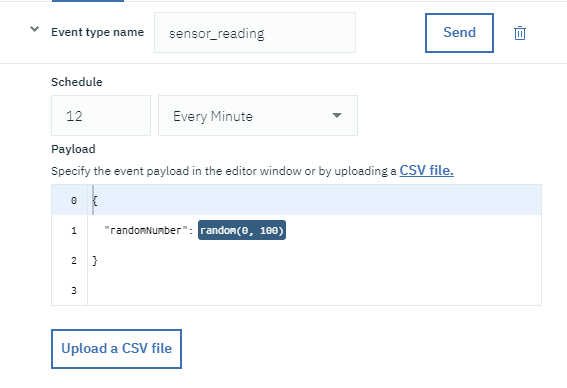 Event type name sensor_reading Send
Schedule
12 Every Minute
Payload
Specify the event payload in the editor window or by uploading a CSV file.
0 {
1 "randomNumber": random(0, 100)
2 }
3
Upload a CSV file